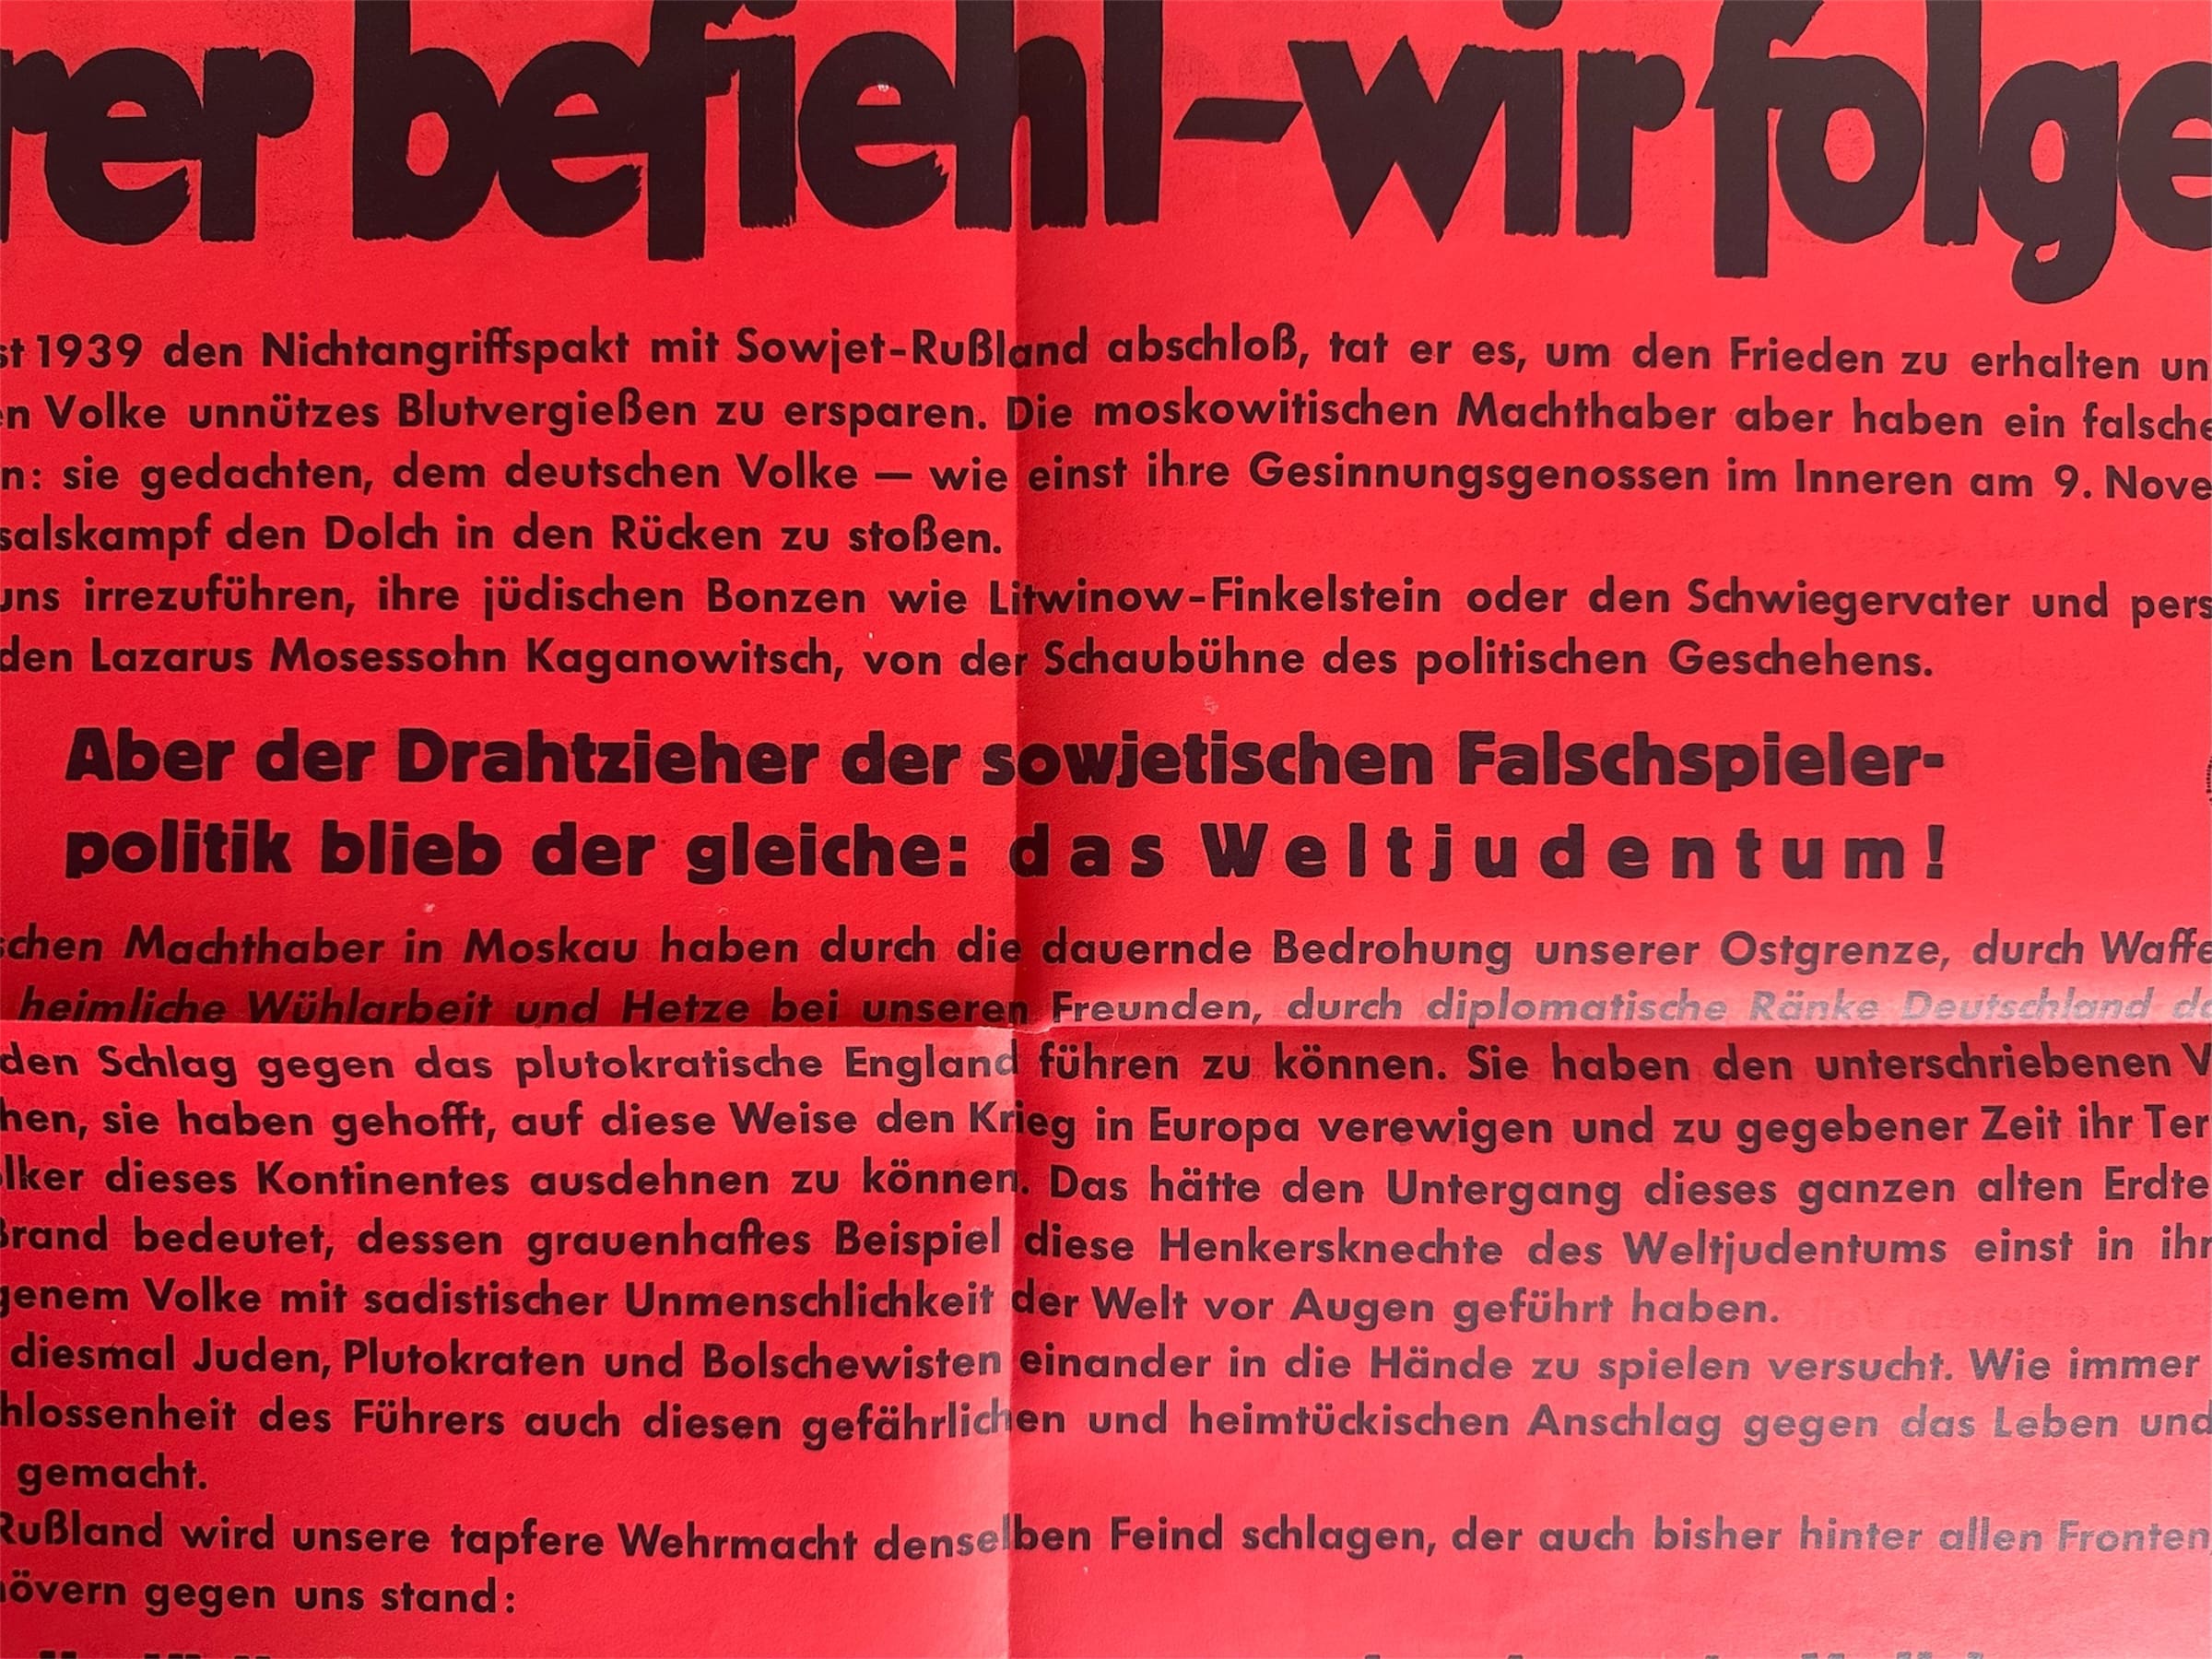 rer befiehl – wir folge
st 1939 den Nichtangriffspakt mit Sowjet-Rußland abschloß, tat er es, um den Frieden zu erhalten un
en Volke unnützes Blutvergießen zu ersparen. Die moskowitischen Machthaber aber haben ein falsche
n: sie gedachten, dem deutschen Volke — wie einst ihre Gesinnungsgenossen im Inneren am 9. Nove
salskampf den Dolch in den Rücken zu stoßen.
uns irrezuführen, ihre jüdischen Bonzen wie Litwinow-Finkelstein oder den Schwiegervater und pers
den Lazarus Mosessohn Kaganowitsch, von der Schaubühne des politischen Geschehens.
Aber der Drahtzieher der sowjetischen Falschspieler-
politik blieb der gleiche: das Weltjudentum!
schen Machthaber in Moskau haben durch die dauernde Bedrohung unserer Ostgrenze, durch Waffe
heimliche Wühlarbeit und Hetze bei unseren Freunden, durch diplomatische Ränke Deutschland d
den Schlag gegen das plutokratische England führen zu können. Sie haben den unterschriebenen V
hen, sie haben gehofft, auf diese Weise den Krieg in Europa verewigen und zu gegebener Zeit ihr Ter
lker dieses Kontinentes ausdehnen zu können. Das hätte den Untergang dieses ganzen alten Erdte
Brand bedeutet, dessen grauenhaftes Beispiel diese Henkersknechte des Weltjudentums einst in ihr
genem Volke mit sadistischer Unmenschlichkeit der Welt vor Augen geführt haben.
diesmal Juden, Plutokraten und Bolschewisten einander in die Hände zu spielen versucht. Wie immer
hlossenheit des Führers auch diesen gefährlichen und heimtückischen Anschlag gegen das Leben und
gemacht.
Rußland wird unsere tapfere Wehrmacht denselben Feind schlagen, der auch bisher hinter allen Fronten
növern gegen uns stand: